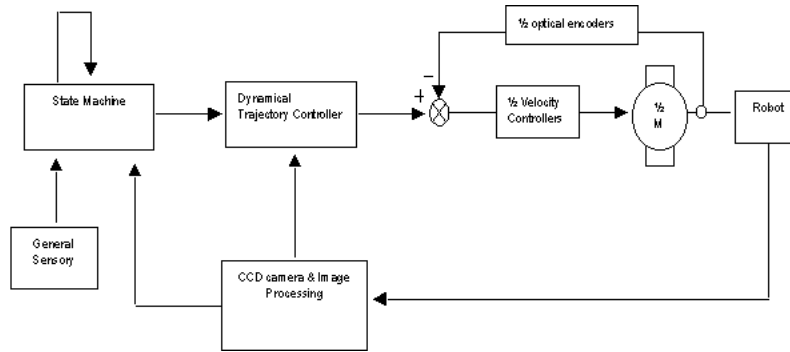 ½ optical encoders
State Machine
Dynamical
Trajectory Controller
−
+
½ Velocity
Controllers
½
M
Robot
General
Sensory
CCD camera & Image
Processing